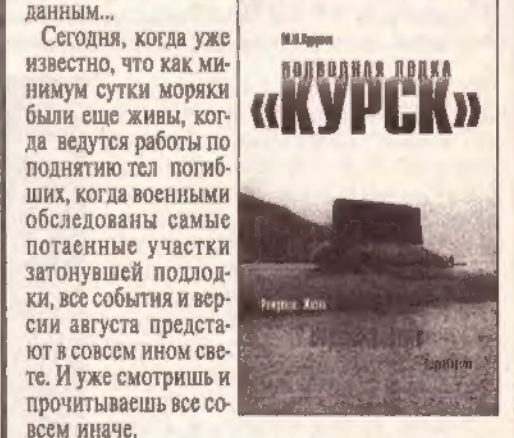 данным...
Сегодня, когда уже
известно, что как ми-
нимум сутки моряки
были еще живы, ког-
да ведутся работы по
поднятию тел погиб-
ших, когда военными
обследованы самые
потаенные участки
затонувшей подлод-
ки, все события и вер-
сии августа предста-
ют в совсем ином све-
те. И уже смотришь и
прочитываешь все со-
всем иначе.
ПОДВОДНАЯ ЛОДКА
«КУРСК»